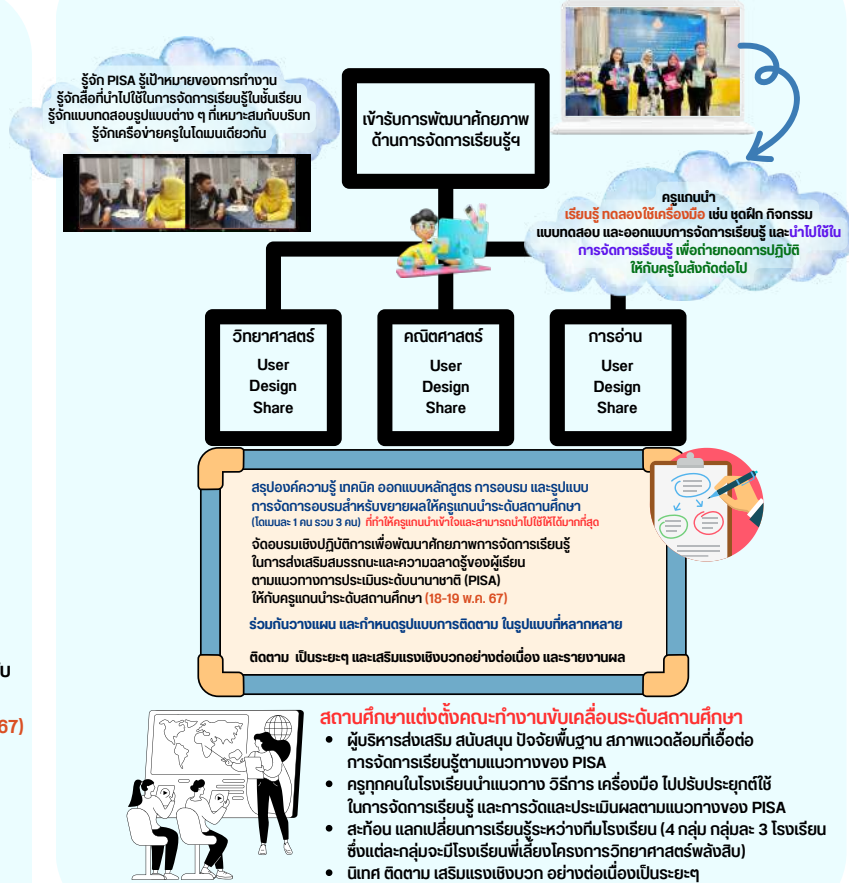 รู้จัก PISA รู้เป้าหมายของการทำงาน
รู้จักสื่อที่นำไปใช้ในการจัดการเรียนรู้ในชั้นเรียน
รู้จักแบบทดสอบรูปแบบต่าง ๆ ที่เหมาะสมกับบริบท
รู้จักเครือข่ายครูในโดเมนเดียวกัน
เข้ารับการพัฒนาศักยภาพ
ด้านการจัดการเรียนรู้ฯ
ครูแกนนำ
เรียนรู้ ทดลองใช้เครื่องมือ เช่น ชุดฝึก กิจกรรม
แบบทดสอบ และออกแบบการจัดการเรียนรู้ และนำไปใช้ใน
การจัดการเรียนรู้ เพื่อถ่ายทอดการปฏิบัติ
ให้กับครูในสังกัดต่อไป
วิทยาศาสตร์
User
Design
Share
คณิตศาสตร์
User
Design
Share
การอ่าน
User
Design
Share
สรุปองค์ความรู้ เทคนิค ออกแบบหลักสูตร การอบรม และรูปแบบ
การจัดการอบรมสำหรับขยายผลให้ครูแกนนำระดับสถานศึกษา
(โดเมนละ 1 คน รวม 3 คน) ที่ทำให้ครูแกนนำเข้าใจและสามารถนำไปใช้ให้ได้มากที่สุด
จัดอบรมเชิงปฏิบัติการเพื่อพัฒนาศักยภาพการจัดการเรียนรู้
ในการส่งเสริมสมรรถนะและความฉลาดรู้ของผู้เรียน
ตามแนวทางการประเมินระดับนานาชาติ (PISA)
ให้กับครูแกนนำระดับสถานศึกษา (18-19 พ.ค. 67)
ร่วมกันวางแผน และกำหนดรูปแบบการติดตาม ในรูปแบบที่หลากหลาย
ติดตาม เป็นระยะๆ และเสริมแรงเชิงบวกอย่างต่อเนื่อง และรายงานผล
67)
สถานศึกษาแต่งตั้งคณะทำงานขับเคลื่อนระดับสถานศึกษา
• ผู้บริหารส่งเสริม สนับสนุน ปัจจัยพื้นฐาน สภาพแวดล้อมที่เอื้อต่อ
การจัดการเรียนรู้ตามแนวทางของ PISA
• ครูทุกคนในโรงเรียนนำแนวทาง วิธีการ เครื่องมือ ไปปรับประยุกต์ใช้
ในการจัดการเรียนรู้ และการวัดและประเมินผลตามแนวทางของ PISA
• สะท้อน แลกเปลี่ยนการเรียนรู้ระหว่างทีมโรงเรียน (4 กลุ่ม กลุ่มละ 3 โรงเรียน
ซึ่งแต่ละกลุ่มจะมีโรงเรียนพี่เลี้ยงโครงการวิทยาศาสตร์พลังสิบ)
• นิเทศ ติดตาม เสริมแรงเชิงบวก อย่างต่อเนื่องเป็นระยะๆ